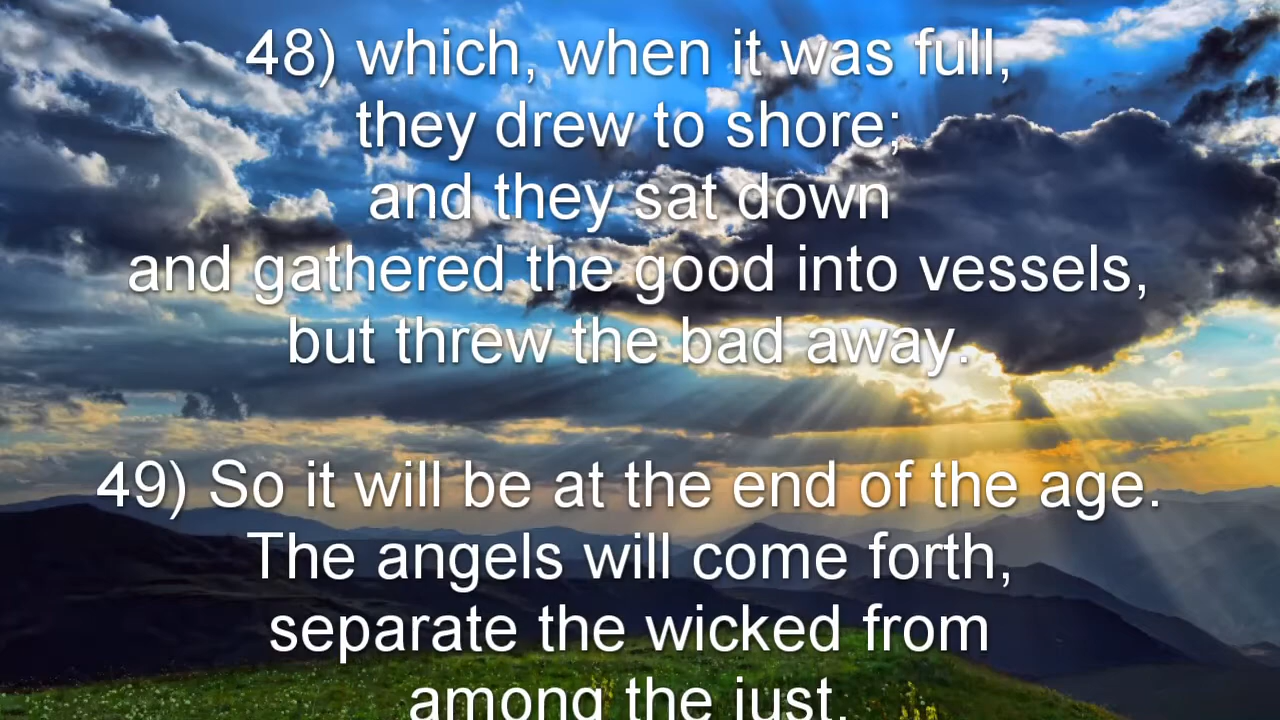 48) which, when it was full,
they drew to shore;
and they sat down
and gathered the good into vessels,
but threw the bad away.
49) So it will be at the end of the age.
The angels will come forth,
separate the wicked from
among the just,